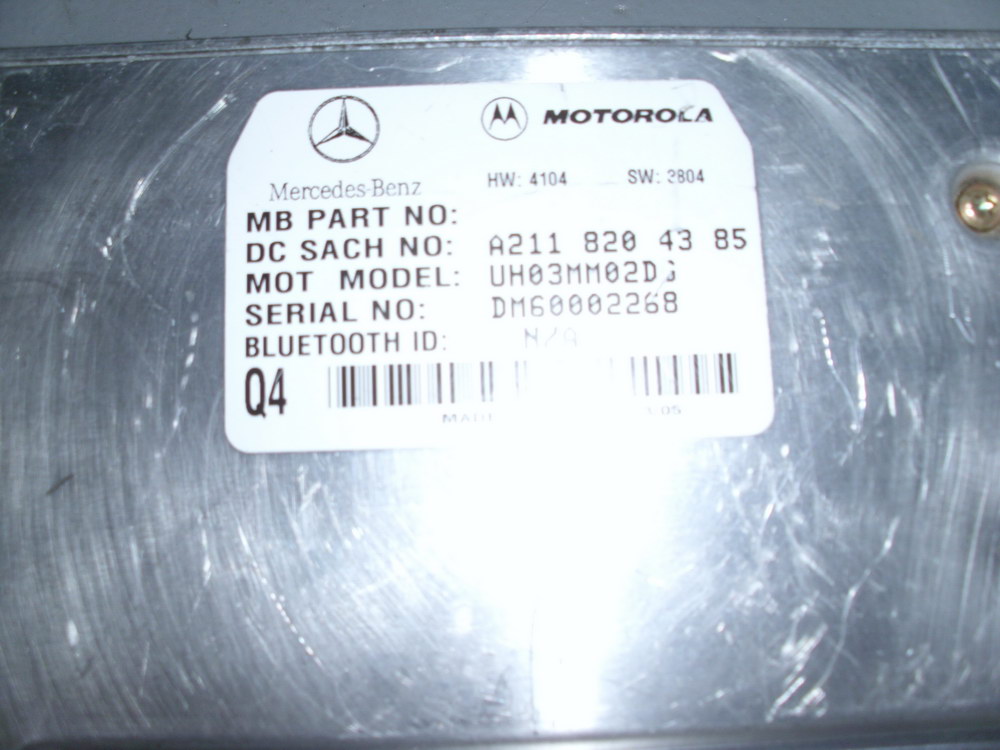 MOTOROLA
Mercedes-Benz
HW: 4104 SW: 2804
MB PART NO:
DC SACH NO: A211 820 43 85
MOT MODEL:
SERIAL NO: DM60002268
BLUETOOTH ID: N/A
Q4